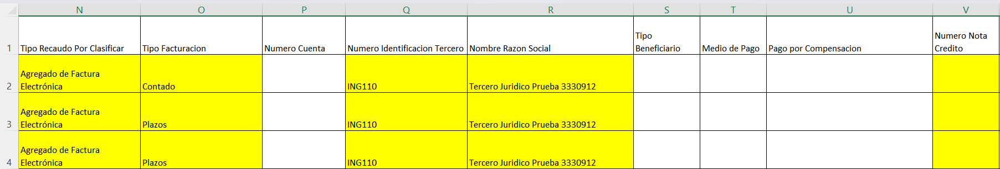 N O P Q R S T U V
1 Tipo Recaudo Por Clasificar Tipo Facturacion Numero Cuenta Numero Identificacion Tercero Nombre Razon Social Tipo
Beneficiario Medio de Pago Pago por Compensacion Numero Nota
Credito
2 Agregado de Factura
Electrónica Contado ING110 Tercero Juridico Prueba 3330912
3 Agregado de Factura
Electrónica Plazos ING110 Tercero Juridico Prueba 3330912
4 Agregado de Factura
Electrónica Plazos ING110 Tercero Juridico Prueba 3330912